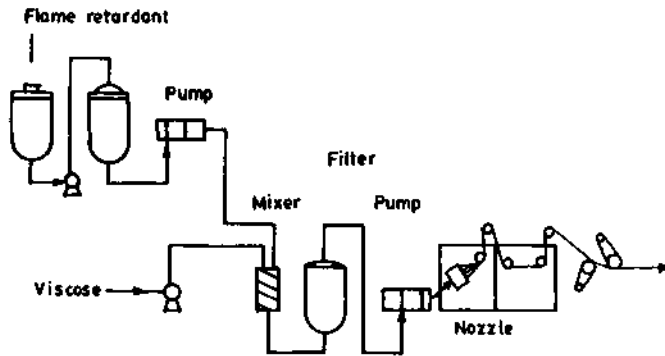 Flame retardant
Pump
Filter
Mixer
Pump
Viscose
Nozzle